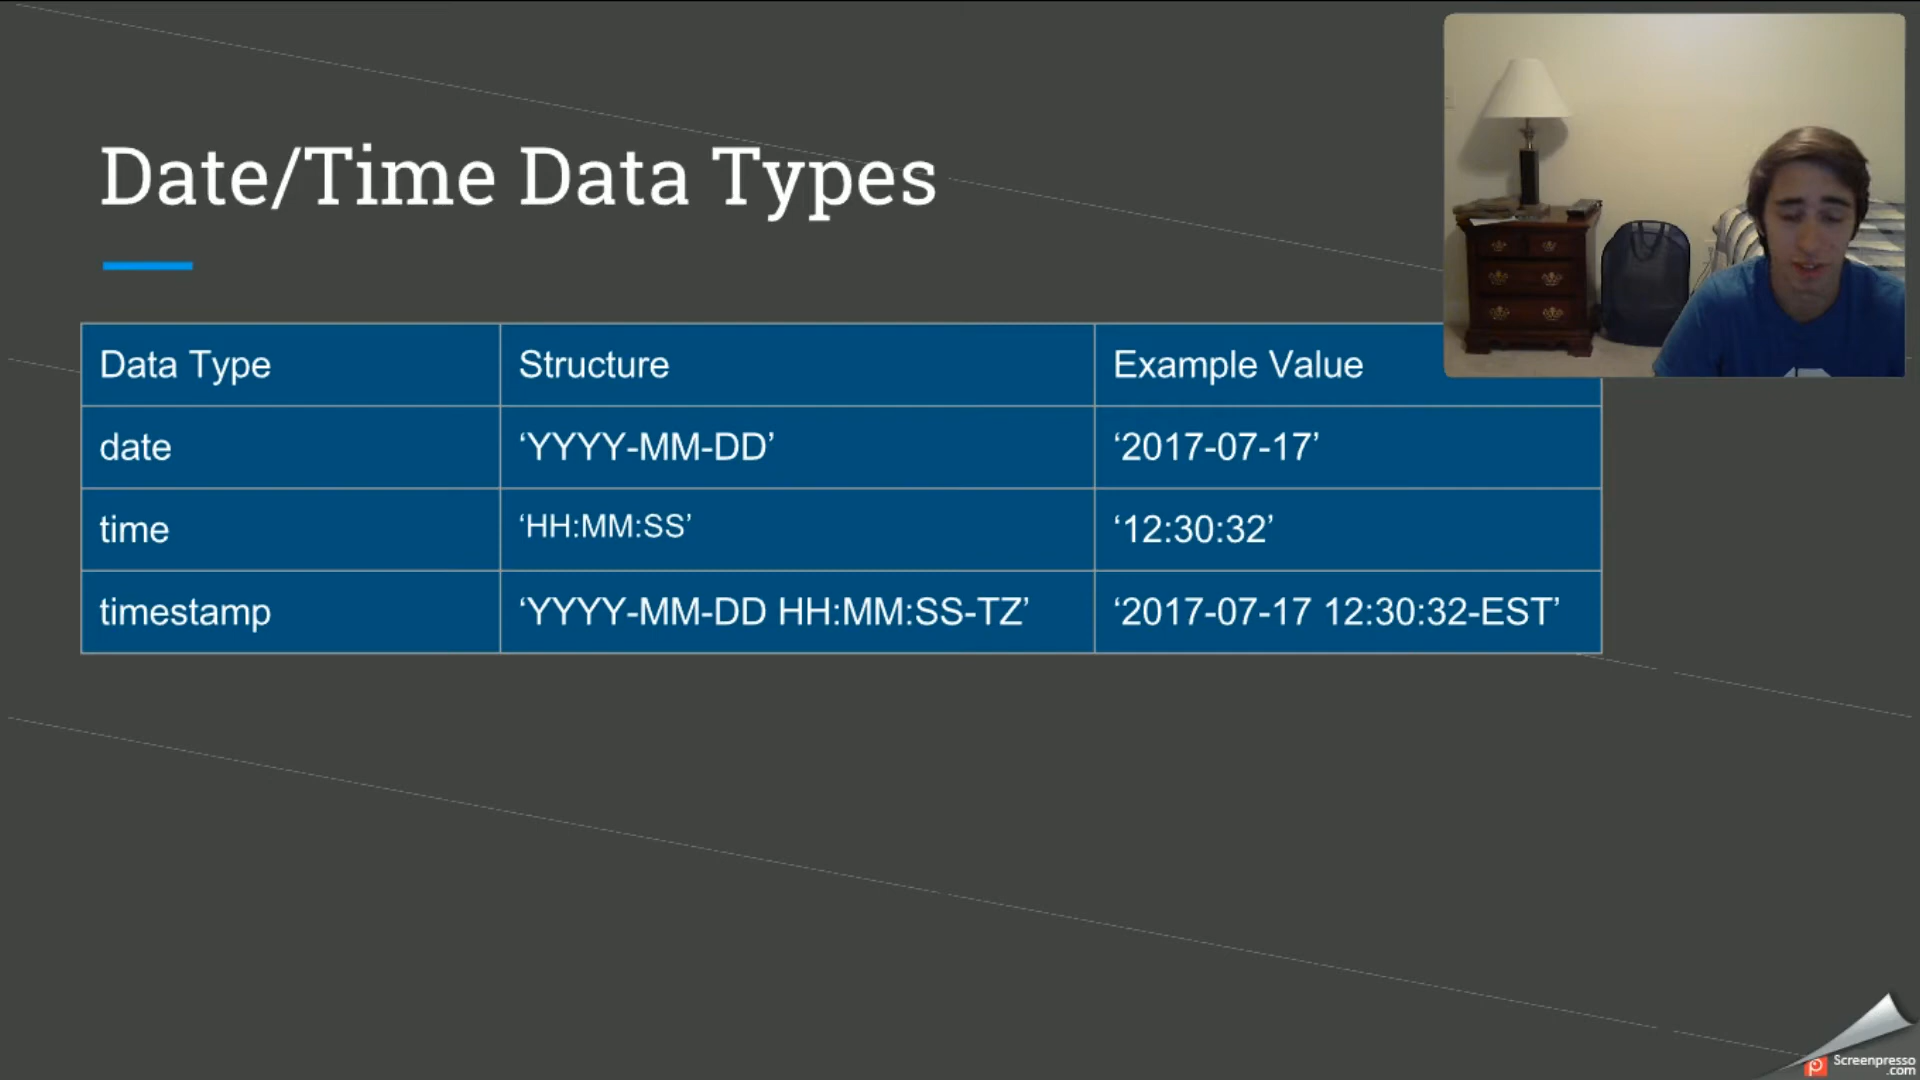 Date/Time Data Types
Data Type Structure Example Value
date ‘YYYY-MM-DD’ ‘2017-07-17’
time ‘HH:MM:SS’ ‘12:30:32’
timestamp ‘YYYY-MM-DD HH:MM:SS-TZ’ ‘2017-07-17 12:30:32-EST’
Screenpresso
.com